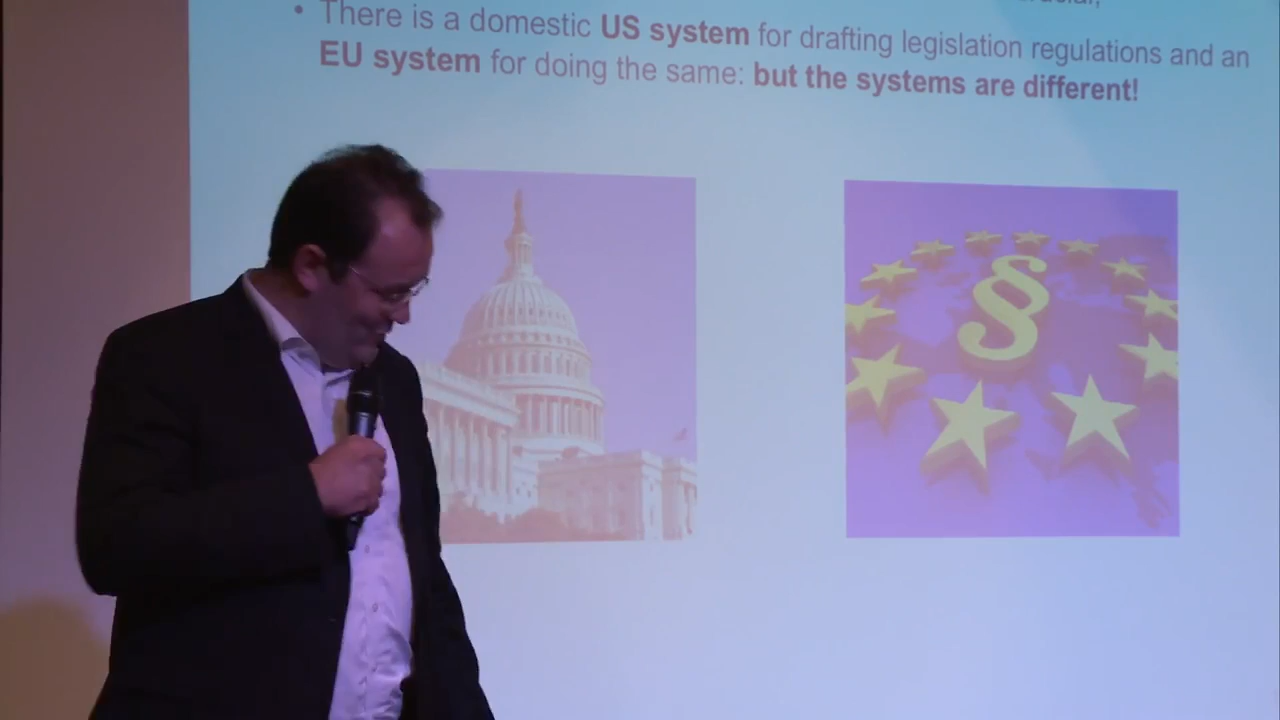 • There is a domestic US system for drafting legislation regulations and an
EU system for doing the same: but the systems are different!
§